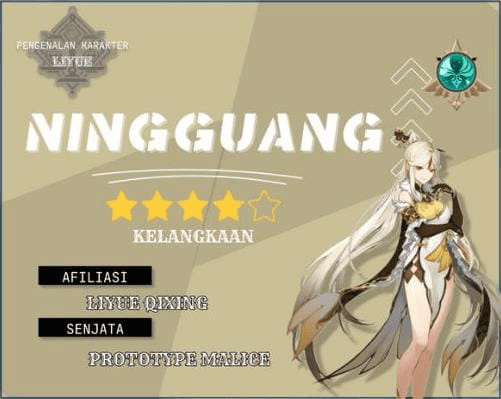 PENGENALAN KARAKTER
LIYUE
NINGGUANG
KELANGKAAN
AFILIASI
LIYUE QIXING
SENJATA
PROTOTYPE MALICE